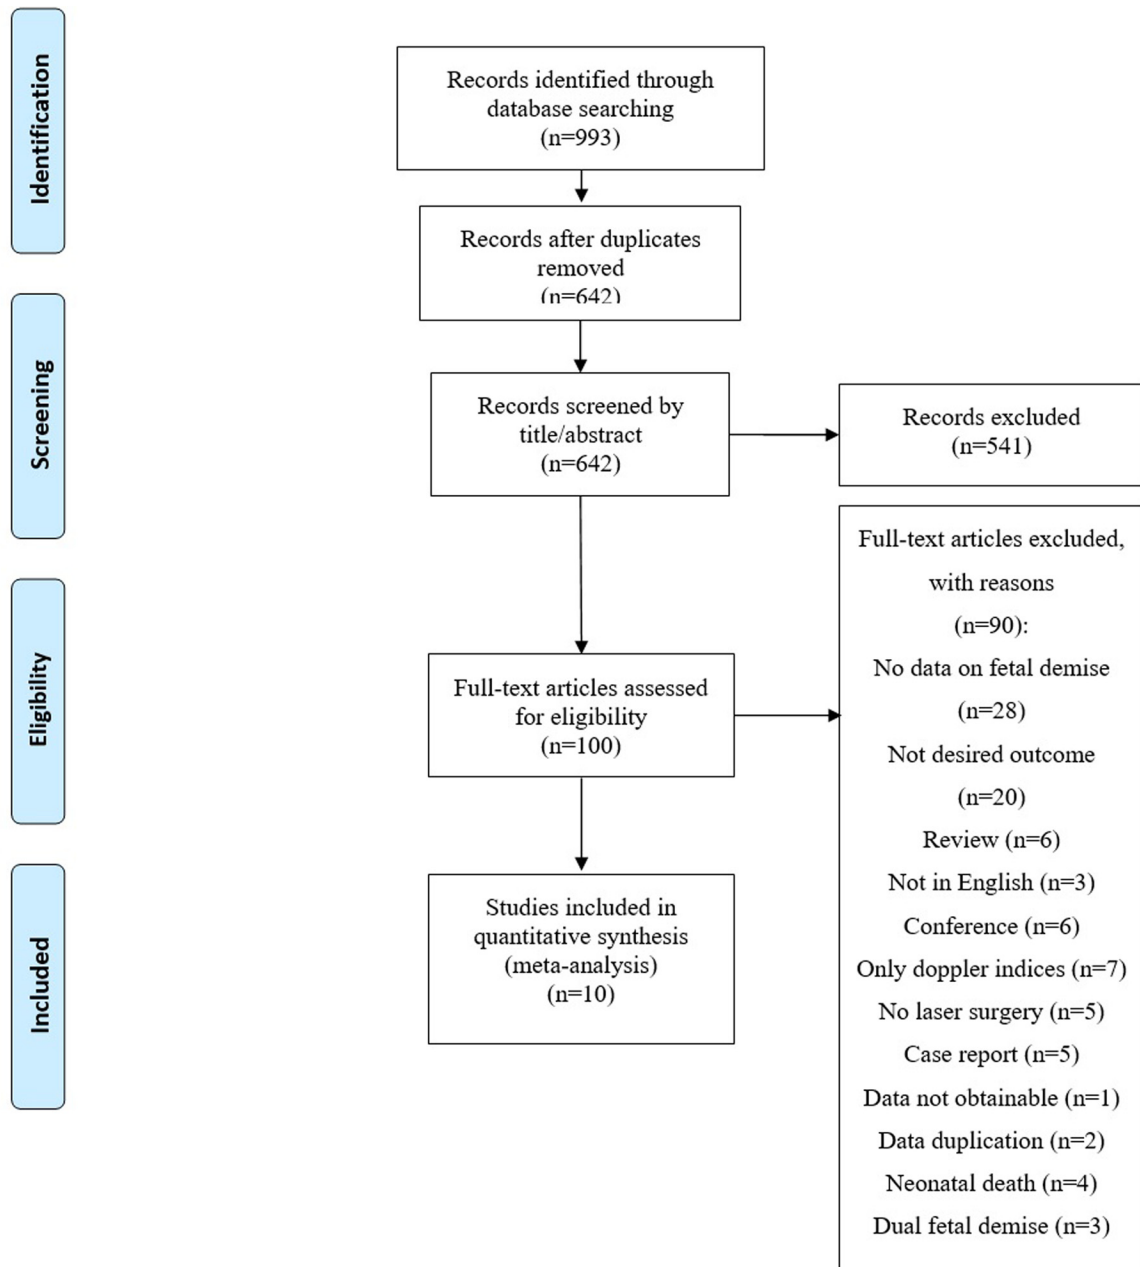 Identification
Records identified through
database searching
(n=993)
Records after duplicates
removed
(n=642)
Screening
Records screened by
title/abstract
(n=642)
Records excluded
(n=541)
Eligibility
Full-text articles assessed
for eligibility
(n=100)
Full-text articles excluded,
with reasons
(n=90):
No data on fetal demise
(n=28)
Not desired outcome
(n=20)
Review (n=6)
Not in English (n=3)
Conference (n=6)
Only doppler indices (n=7)
No laser surgery (n=5)
Case report (n=5)
Data not obtainable (n=1)
Data duplication (n=2)
Neonatal death (n=4)
Dual fetal demise (n=3)
Included
Studies included in
quantitative synthesis
(meta-analysis)
(n=10)